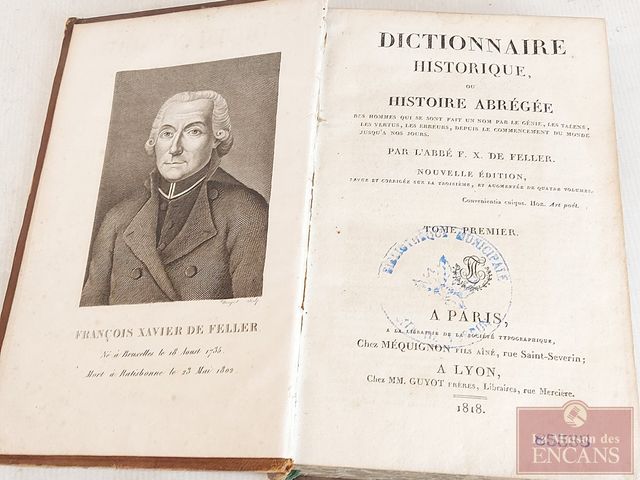 FRANÇOIS XAVIER DE FELLER
Né à Bruxelles le 18 Aout 1735
Mort à Ratisbonne le 23 Mai 1802
DICTIONNAIRE
HISTORIQUE,
OU
HISTOIRE ABRÉGÉE
DES HOMMES QUI SE SONT FAIT UN NOM PAR LE GÉNIE, LES TALENS,
LES VERTUS, LES ERREURS, DEPUIS LE COMMENCEMENT DU MONDE
JUSQU'A NOS JOURS.
PAR L'ABBÉ F. X. DE FELLER.
NOUVELLE ÉDITION,
REVUE ET CORRIGÉE SUR LA TROISIÈME, ET AUGMENTÉE DE QUATRE VOLUMES.
Convenientia cuique. Hor. Art poét.
TOME PREMIER.
BIBLIOTHÈQUE MUNICIPALE
A PARIS,
A LA LIBRAIRIE DE LA SOCIÉTÉ TYPOGRAPHIQUE,
Chez MÉQUIGNON FILS AÎNÉ, rue Saint-Severin;
A LYON,
Chez MM. GUYOT FRÈRES, Libraires, rue Mercière.
1818.
La Maison des
ENCANS